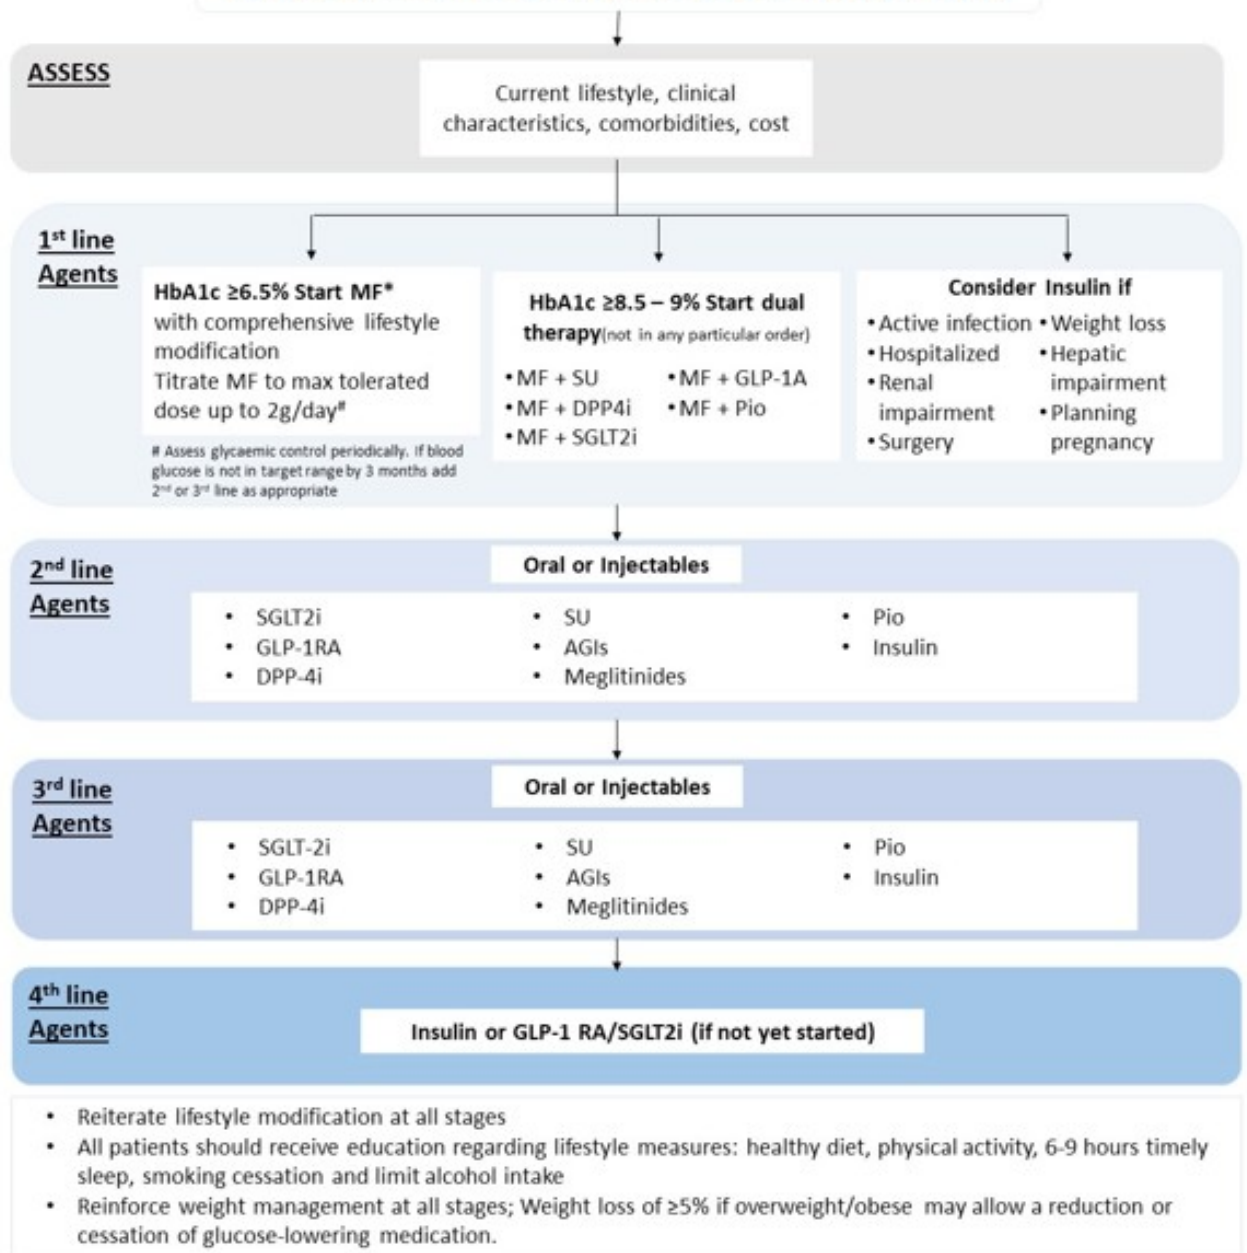 ASSESS
Current lifestyle, clinical
characteristics, comorbidities, cost
1st line
Agents
HbA1c ≥6.5% Start MF*
with comprehensive lifestyle
modification
Titrate MF to max tolerated
dose up to 2g/day#
# Assess glycaemic control periodically. If blood
glucose is not in target range by 3 months add
2nd or 3rd line as appropriate
HbA1c ≥8.5 – 9% Start dual
therapy(not in any particular order)
• MF + SU
• MF + DPP4i
• MF + SGLT2i
• MF + GLP-1A
• MF + Pio
Consider Insulin if
• Active infection
• Hospitalized
• Renal
impairment
• Surgery
• Weight loss
• Hepatic
impairment
• Planning
pregnancy
2nd line
Agents
Oral or Injectables
• SGLT2i
• GLP-1RA
• DPP-4i
• SU
• AGIs
• Meglitinides
• Pio
• Insulin
3rd line
Agents
Oral or Injectables
• SGLT-2i
• GLP-1RA
• DPP-4i
• SU
• AGIs
• Meglitinides
• Pio
• Insulin
4th line
Agents
Insulin or GLP-1 RA/SGLT2i (if not yet started)
• Reiterate lifestyle modification at all stages
• All patients should receive education regarding lifestyle measures: healthy diet, physical activity, 6-9 hours timely
sleep, smoking cessation and limit alcohol intake
• Reinforce weight management at all stages; Weight loss of ≥5% if overweight/obese may allow a reduction or
cessation of glucose-lowering medication.